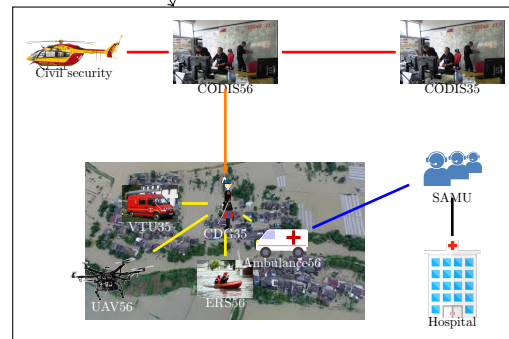 Civil security
CODIS56
CODIS35
SAMU
VTU35
CDG35
Ambulance56
UAV56
ERS56
Hospital